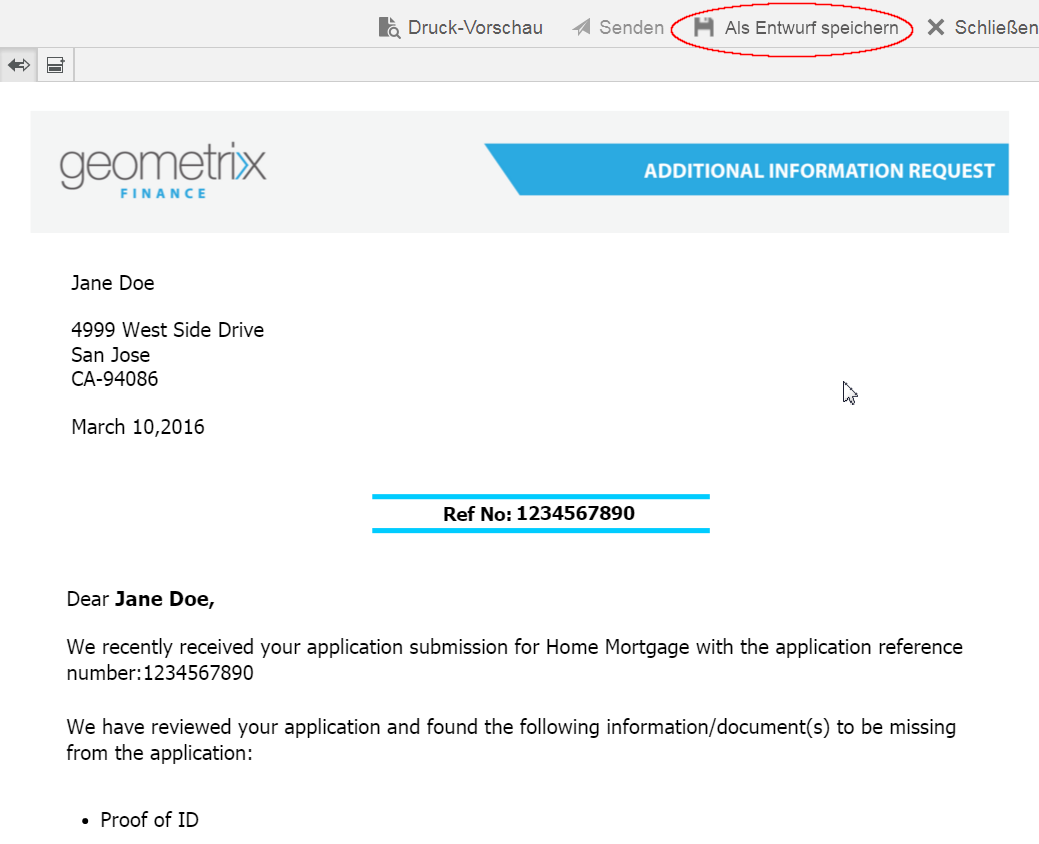 Druck-Vorschau Senden Als Entwurf speichern Schließen
geometrixx
FINANCE
ADDITIONAL INFORMATION REQUEST
Jane Doe
4999 West Side Drive
San Jose
CA-94086
March 10,2016
Ref No: 1234567890
Dear Jane Doe,
We recently received your application submission for Home Mortgage with the application reference
number:1234567890
We have reviewed your application and found the following information/document(s) to be missing
from the application:
• Proof of ID